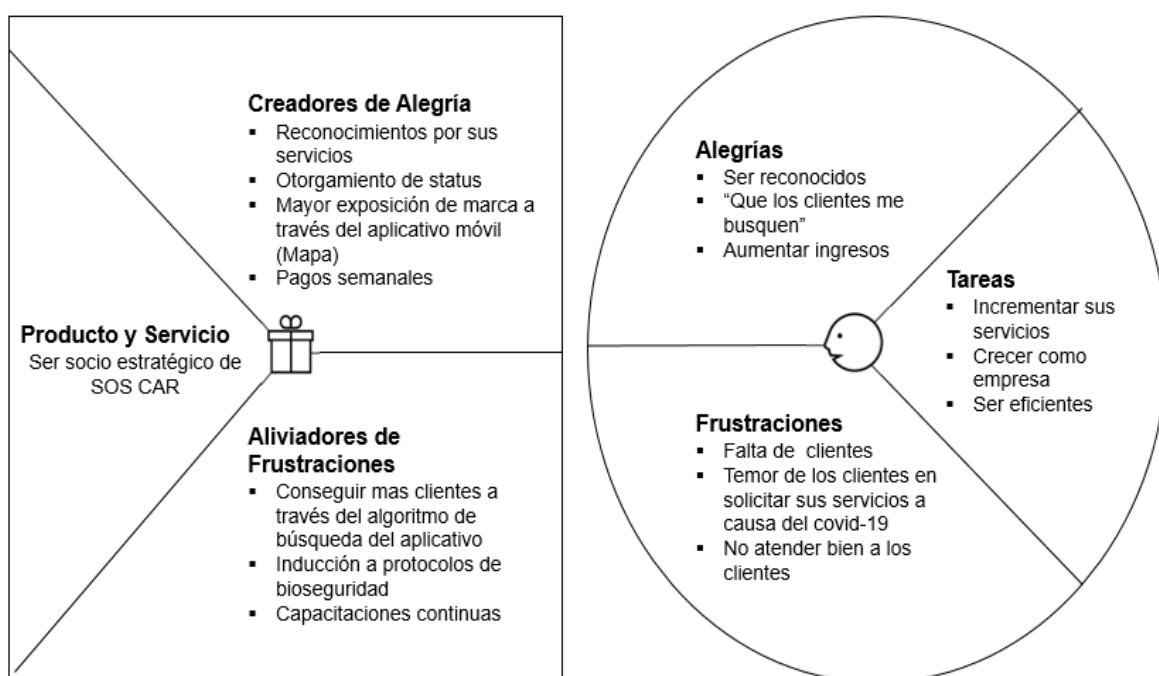 Creadores de Alegría
▪ Reconocimientos por sus
servicios
▪ Otorgamiento de status
▪ Mayor exposición de marca a
través del aplicativo móvil
(Mapa)
▪ Pagos semanales
Producto y Servicio
Ser socio estratégico de
SOS CAR
Aliviadores de
Frustraciones
▪ Conseguir mas clientes a
través del algoritmo de
búsqueda del aplicativo
▪ Inducción a protocolos de
bioseguridad
▪ Capacitaciones continuas
Alegrías
▪ Ser reconocidos
▪ “Que los clientes me
busquen”
▪ Aumentar ingresos
Tareas
▪ Incrementar sus
servicios
▪ Crecer como
empresa
▪ Ser eficientes
Frustraciones
▪ Falta de clientes
▪ Temor de los clientes en
solicitar sus servicios a
causa del covid-19
▪ No atender bien a los
clientes